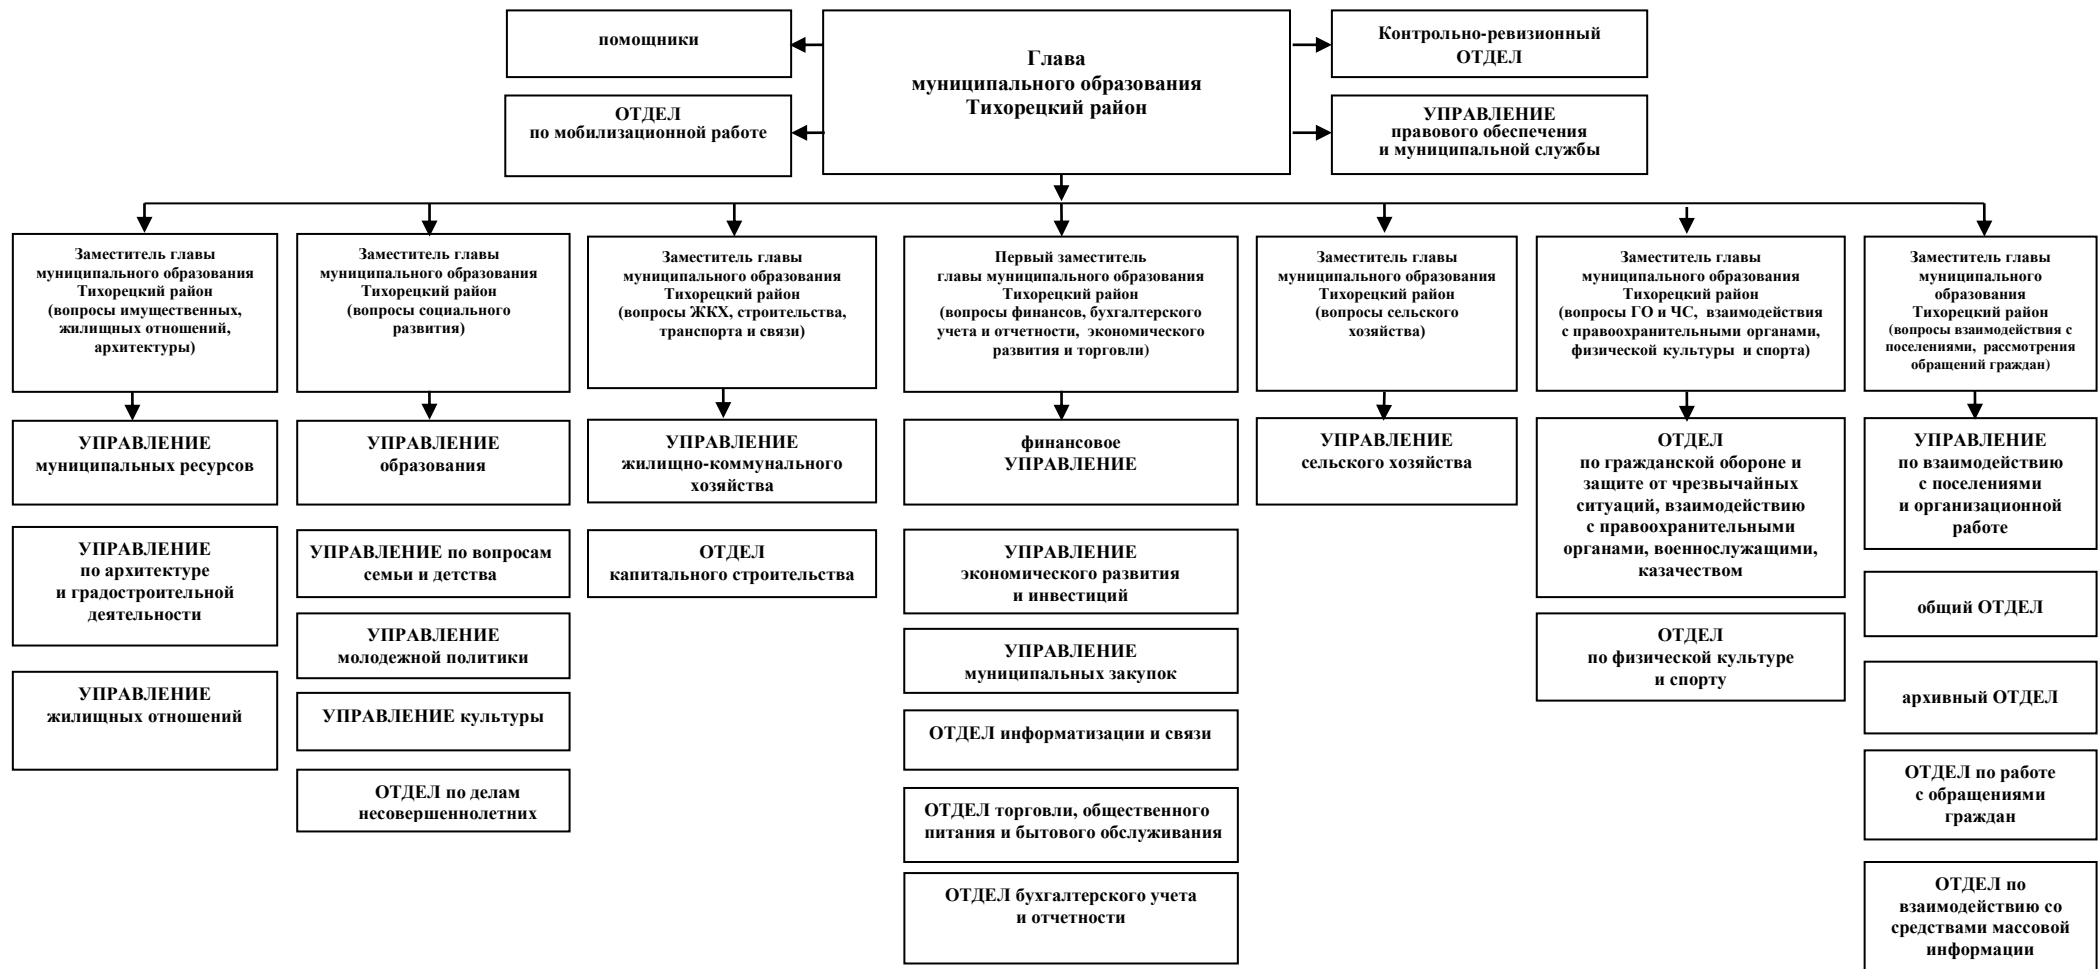 помощники
ОТДЕЛ
по мобилизационной работе
Глава
муниципального образования
Тихорецкий район
Контрольно-ревизионный
ОТДЕЛ
УПРАВЛЕНИЕ
правового обеспечения
и муниципальной службы
Заместитель главы
муниципального образования
Тихорецкий район
(вопросы имущественных,
жилищных отношений,
архитектуры)
Заместитель главы
муниципального образования
Тихорецкий район
(вопросы социального
развития)
Заместитель главы
муниципального образования
Тихорецкий район
(вопросы ЖКХ, строительства,
транспорта и связи)
Первый заместитель
главы муниципального образования
Тихорецкий район
(вопросы финансов, бухгалтерского
учета и отчетности, экономического
развития и торговли)
Заместитель главы
муниципального образования
Тихорецкий район
(вопросы сельского
хозяйства)
Заместитель главы
муниципального образования
Тихорецкий район
(вопросы ГО и ЧС, взаимодействия
с правоохранительными органами,
физической культуры и спорта)
Заместитель главы
муниципального
образования
Тихорецкий район
(вопросы взаимодействия с
поселениями, рассмотрения
обращений граждан)
УПРАВЛЕНИЕ
муниципальных ресурсов
УПРАВЛЕНИЕ
по архитектуре
и градостроительной
деятельности
УПРАВЛЕНИЕ
жилищных отношений
УПРАВЛЕНИЕ
образования
УПРАВЛЕНИЕ по вопросам
семьи и детства
УПРАВЛЕНИЕ
молодежной политики
УПРАВЛЕНИЕ культуры
ОТДЕЛ по делам
несовершеннолетних
УПРАВЛЕНИЕ
жилищно-коммунального
хозяйства
ОТДЕЛ
капитального строительства
финансовое
УПРАВЛЕНИЕ
УПРАВЛЕНИЕ
экономического развития
и инвестиций
УПРАВЛЕНИЕ
муниципальных закупок
ОТДЕЛ информатизации и связи
ОТДЕЛ торговли, общественного
питания и бытового обслуживания
ОТДЕЛ бухгалтерского учета
и отчетности
УПРАВЛЕНИЕ
сельского хозяйства
ОТДЕЛ
по гражданской обороне и
защите от чрезвычайных
ситуаций, взаимодействию
с правоохранительными
органами, военнослужащими,
казачеством
ОТДЕЛ
по физической культуре
и спорту
УПРАВЛЕНИЕ
по взаимодействию
с поселениями
и организационной
работе
общий ОТДЕЛ
архивный ОТДЕЛ
ОТДЕЛ по работе
с обращениями
граждан
ОТДЕЛ по
взаимодействию со
средствами массовой
информации